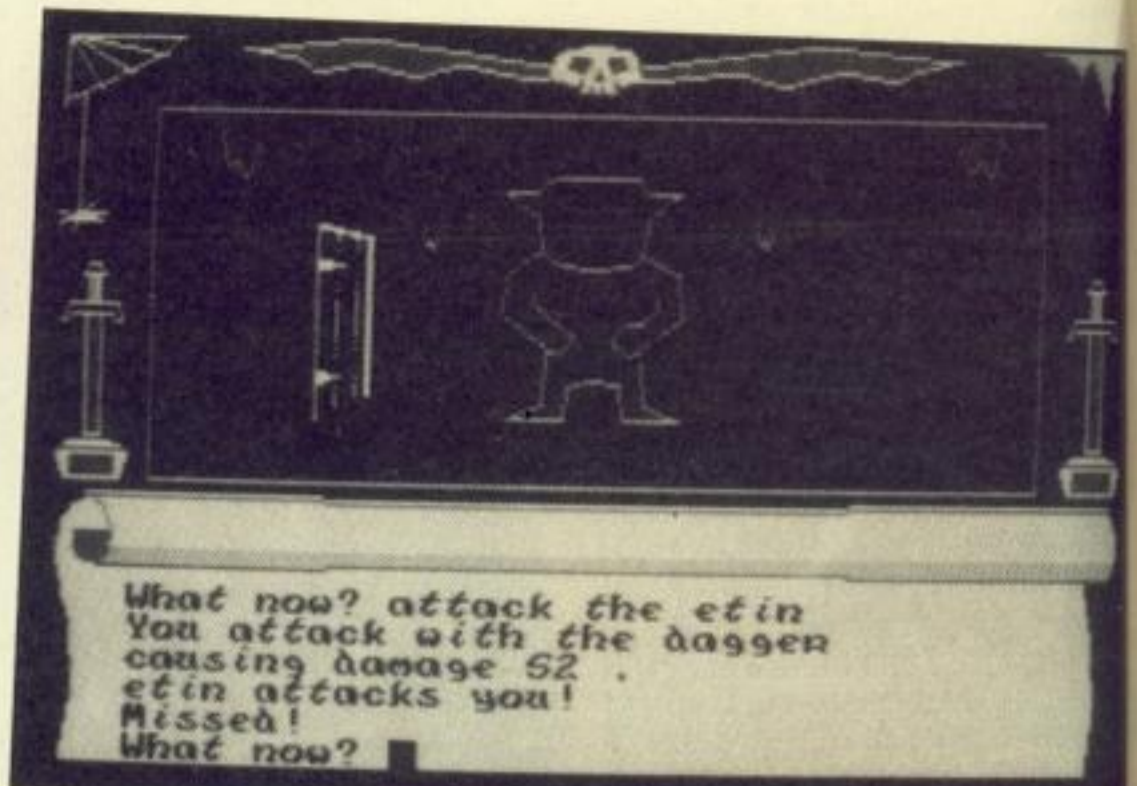 What now? attack the etin
You attack with the dagger
causing damage 52 .
etin attacks you!
Missed!
What now?